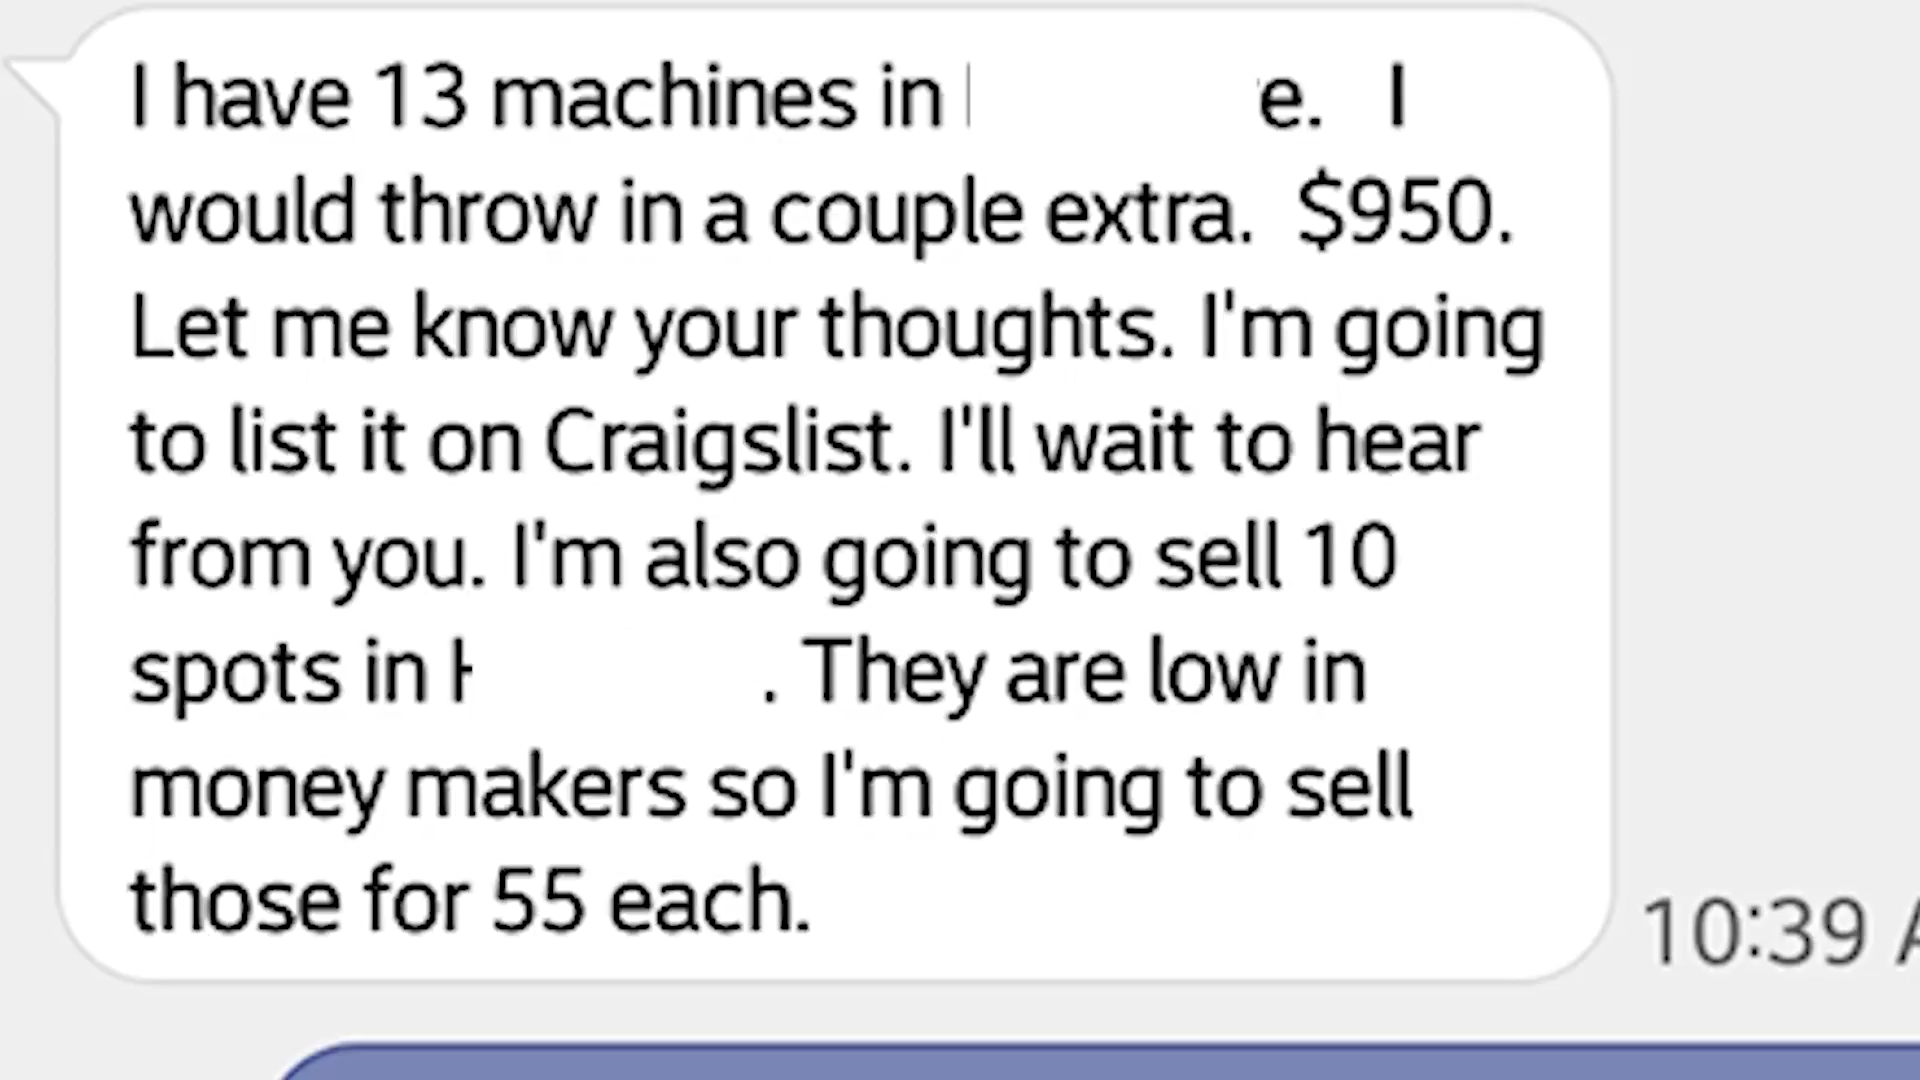 I have 13 machines in e. I
would throw in a couple extra. $950.
Let me know your thoughts. I'm going
to list it on Craigslist. I'll wait to hear
from you. I'm also going to sell 10
spots in . They are low in
money makers so I'm going to sell
those for 55 each.
10:39